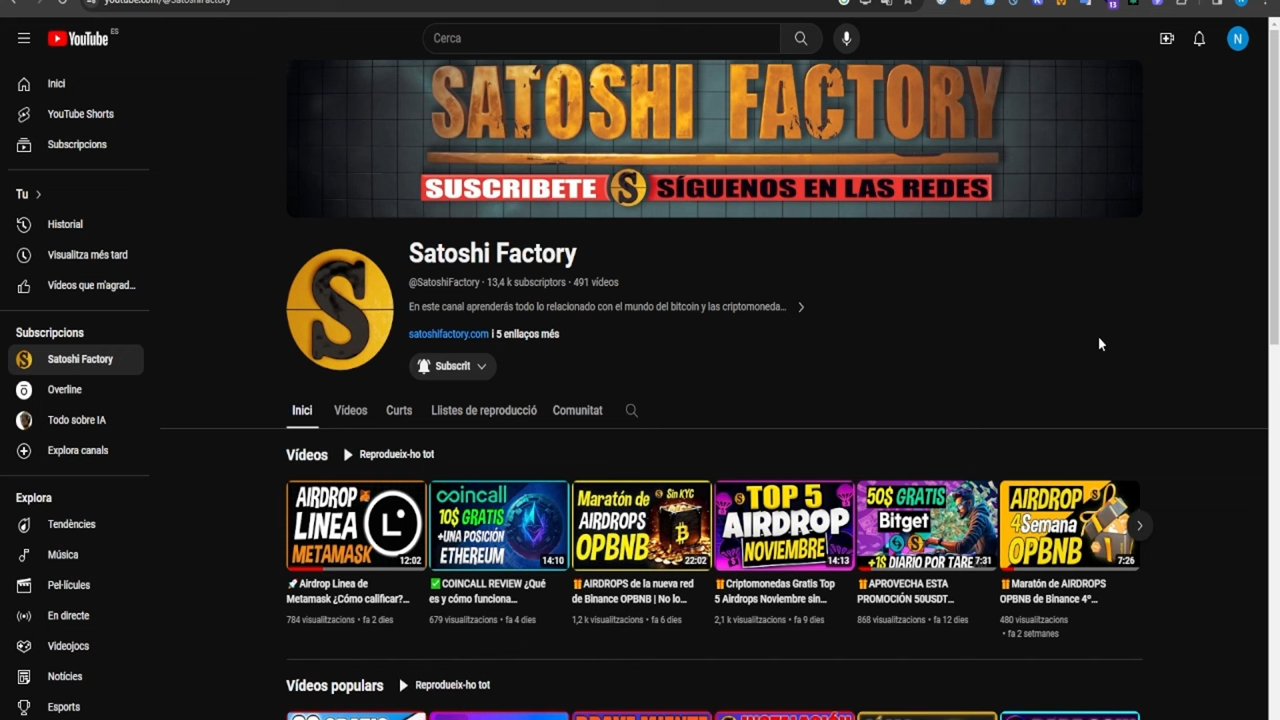 youtube.com/@SatoshiFactory
YouTube ES
Cerca
N
13
Inici
YouTube Shorts
Subscripcions
Tu
Historial
Visualitza més tard
Vídeos que m'agrad...
Subscripcions
Satoshi Factory
Overline
Todo sobre IA
Explora canals
Explora
Tendències
Música
Pel·lícules
En directe
Videojocs
Notícies
Esports
SATOSHI FACTORY
SUSCRIBETE S SÍGUENOS EN LAS REDES
S
Satoshi Factory
@SatoshiFactory · 13,4 k subscriptors · 491 vídeos
En este canal aprenderás todo lo relacionado con el mundo del bitcoin y las criptomoneda...
satoshifactory.com i 5 enllaços més
Subscrit
Inici Vídeos Curts Llistes de reproducció Comunitat
Vídeos Reprodueix-ho tot
AIRDROP
LINEA
METAMASK
L
12:02
🚀Airdrop Linea de
Metamask ¿Cómo calificar?...
784 visualitzacions • fa 2 dies
coincall
10$ GRATIS
+UNA POSICIÓN
ETHEREUM
14:10
✅COINCALL REVIEW ¿Qué
es y cómo funciona...
679 visualitzacions • fa 4 dies
Maratón de Sin KYC
AIRDROPS
OPBNB
22:02
🎁AIRDROPS de la nueva red
de Binance OPBNB | No lo...
1,2 k visualitzacions • fa 6 dies
TOP 5
AIRDROP
NOVIEMBRE
14:13
🎁Criptomonedas Gratis Top
5 Airdrops Noviembre sin...
2,1 k visualitzacions • fa 9 dies
50$ GRATIS
Bitget
+1$ DIARIO POR TARE
7:31
🎁APROVECHA ESTA
PROMOCIÓN 50USDT...
868 visualitzacions • fa 12 dies
AIRDROP
4ªSemana
OPBNB
7:26
🎁Maratón de AIRDROPS
OPBNB de Binance 4º...
480 visualitzacions
• fa 2 setmanes
Vídeos populars Reprodueix-ho tot